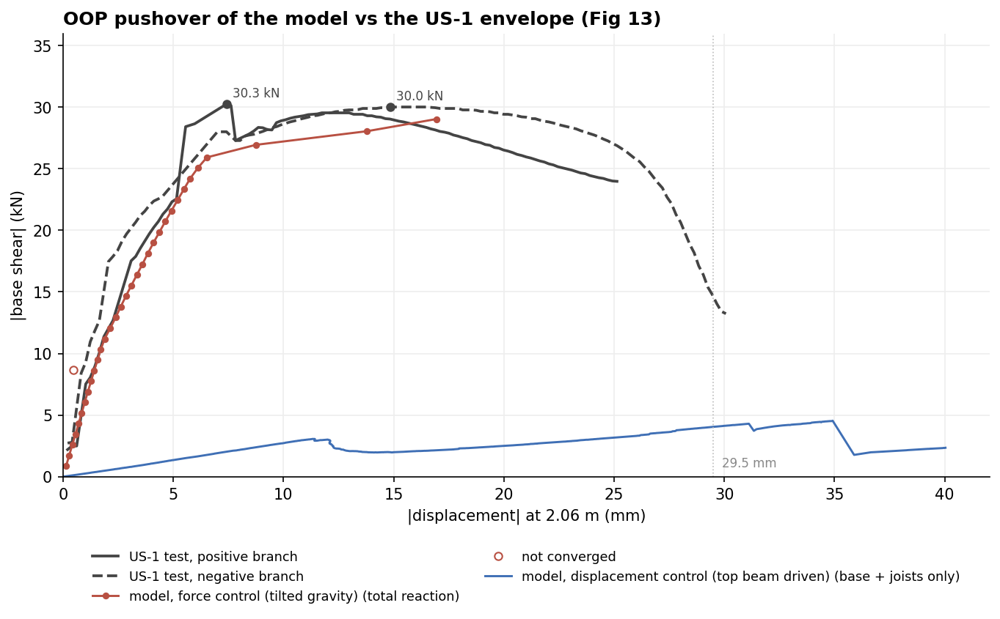 OOP pushover of the model vs the US-1 envelope (Fig 13)
35
30
25
20
15
10
5
0
|base shear| (kN)
30.3 kN
30.0 kN
29.5 mm
0 5 10 15 20 25 30 35 40
|displacement| at 2.06 m (mm)
US-1 test, positive branch
US-1 test, negative branch
model, force control (tilted gravity) (total reaction)
not converged
model, displacement control (top beam driven) (base + joists only)